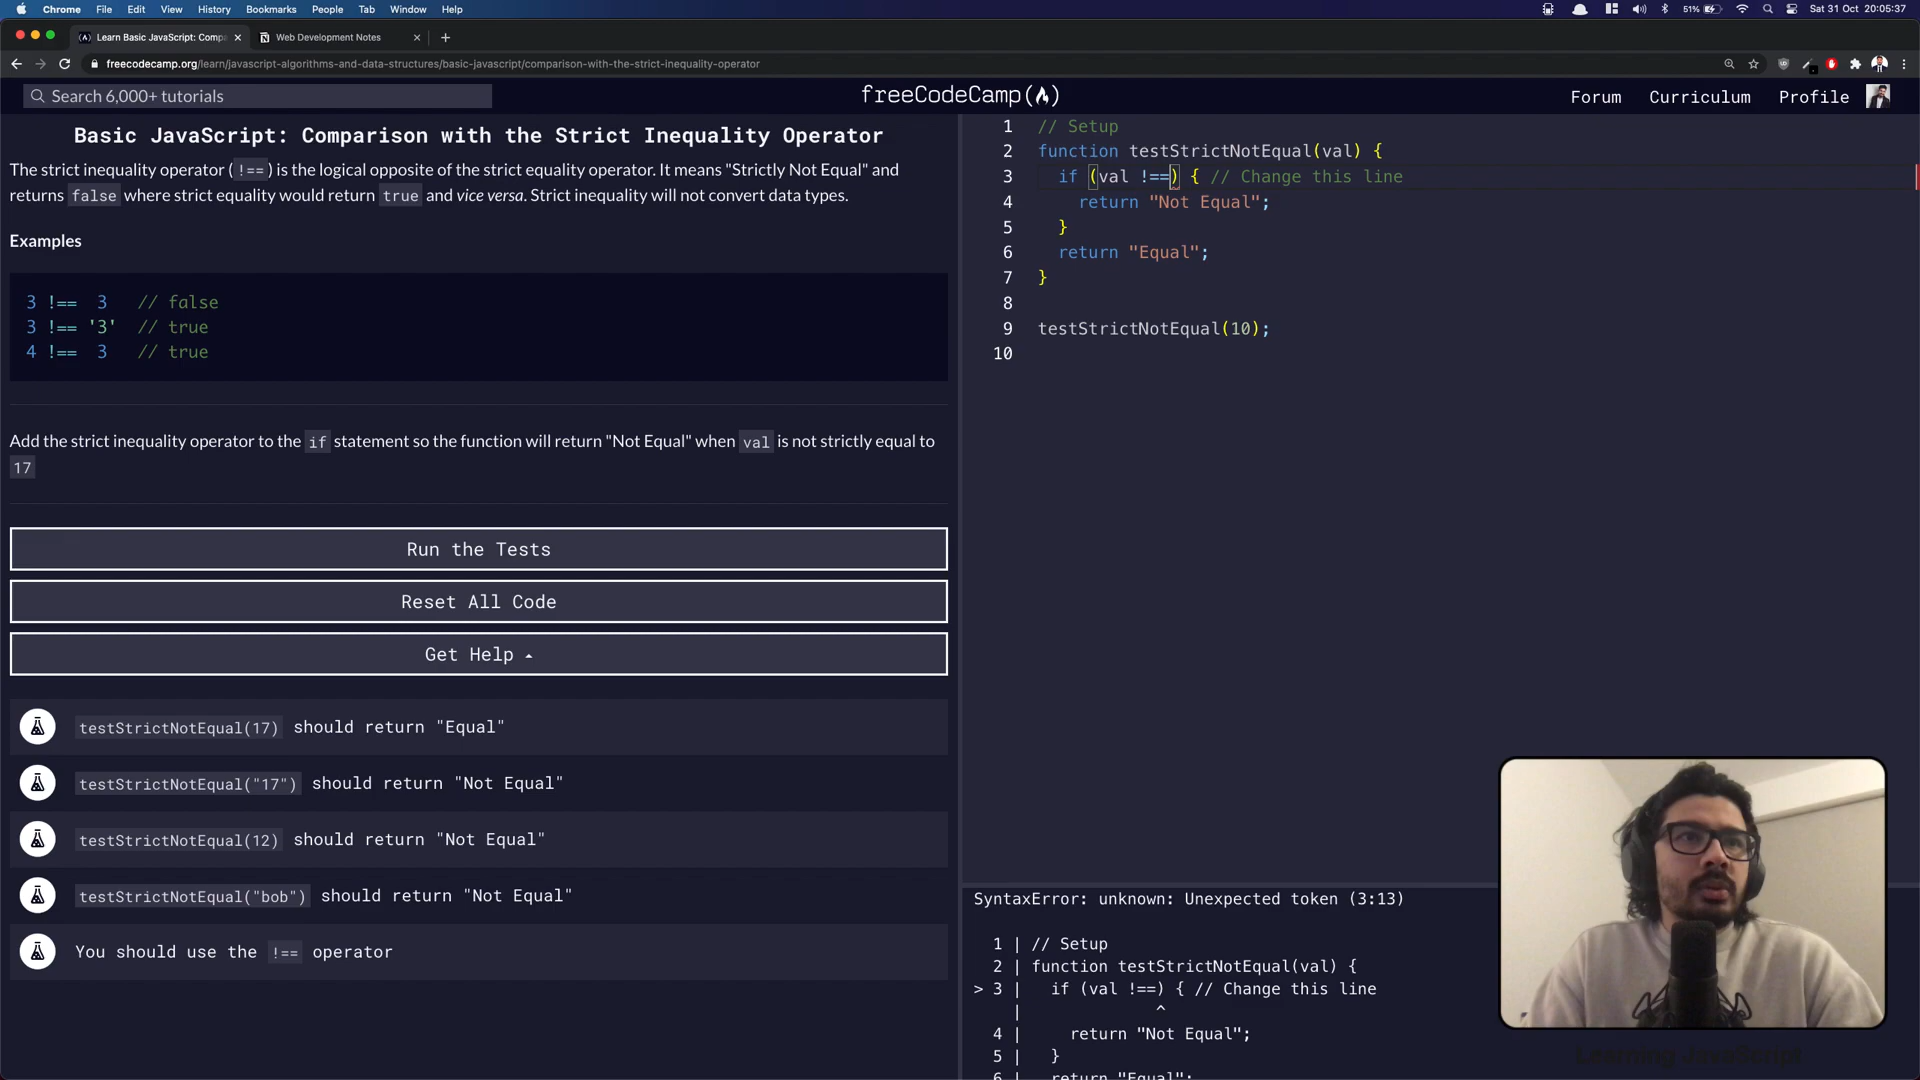 Chrome File Edit View History Bookmarks People Tab Window Help
51% Sat 31 Oct 20:05:37
Learn Basic JavaScript: Compa
Web Development Notes
freecodecamp.org/learn/javascript-algorithms-and-data-structures/basic-javascript/comparison-with-the-strict-inequality-operator
Search 6,000+ tutorials
freeCodeCamp
Forum Curriculum Profile
Basic JavaScript: Comparison with the Strict Inequality Operator
The strict inequality operator ( !== ) is the logical opposite of the strict equality operator. It means "Strictly Not Equal" and
returns false where strict equality would return true and vice versa. Strict inequality will not convert data types.
Examples
3 !== 3 // false
3 !== '3' // true
4 !== 3 // true
Add the strict inequality operator to the if statement so the function will return "Not Equal" when val is not strictly equal to
17
Run the Tests
Reset All Code
Get Help
testStrictNotEqual(17) should return "Equal"
testStrictNotEqual("17") should return "Not Equal"
testStrictNotEqual(12) should return "Not Equal"
testStrictNotEqual("bob") should return "Not Equal"
You should use the !== operator
1 // Setup
2 function testStrictNotEqual(val) {
3 if (val !==) { // Change this line
4 return "Not Equal";
5 }
6 return "Equal";
7 }
8
9 testStrictNotEqual(10);
10
SyntaxError: unknown: Unexpected token (3:13)
1 | // Setup
2 | function testStrictNotEqual(val) {
> 3 | if (val !==) { // Change this line
| ^
4 | return "Not Equal";
5 | }
6 | return "Equal";
Learning JavaScript